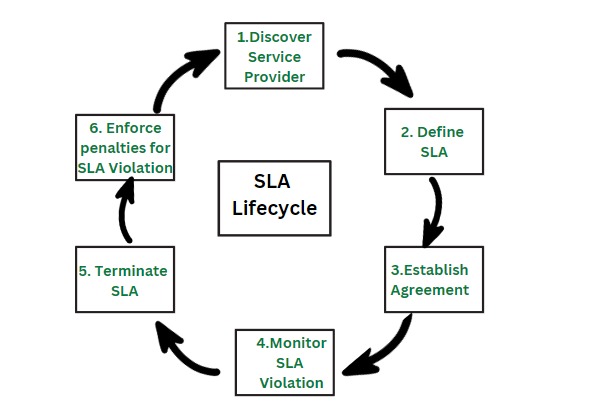 1.Discover
Service
Provider
2. Define
SLA
3.Establish
Agreement
4.Monitor
SLA
Violation
5. Terminate
SLA
6. Enforce
penalties for
SLA Violation
SLA
Lifecycle